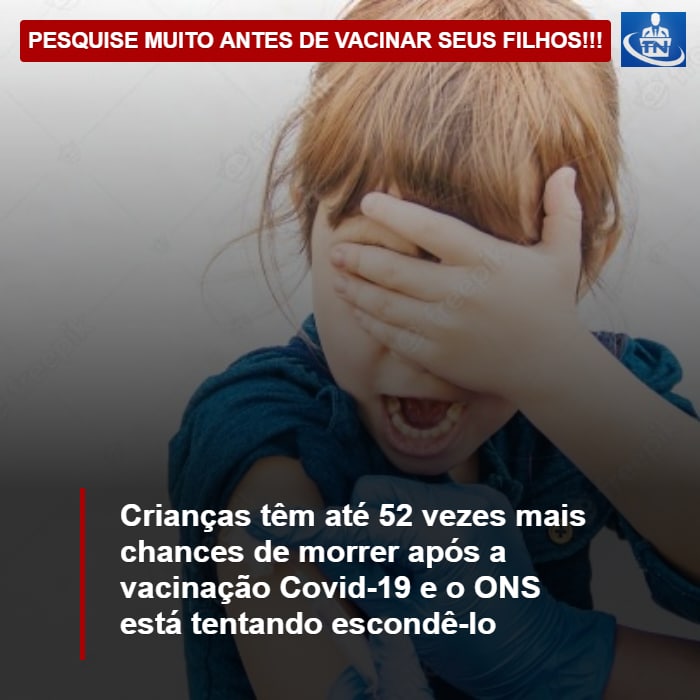 PESQUISE MUITO ANTES DE VACINAR SEUS FILHOS!!!
TN
Crianças têm até 52 vezes mais
chances de morrer após a
vacinação Covid-19 e o ONS
está tentando escondê-lo